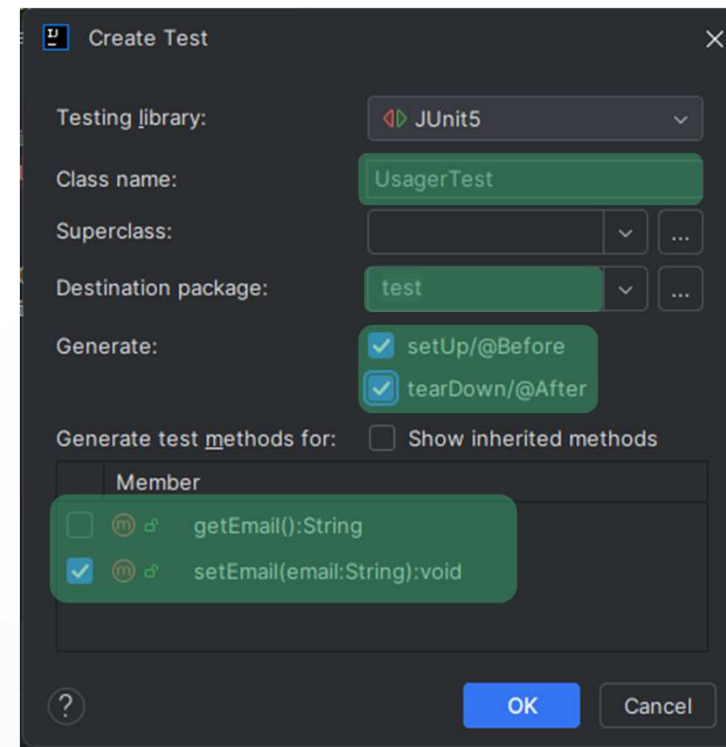 Create Test
Testing library: JUnit5
Class name: UsagerTest
Superclass: ...
Destination package: test ...
Generate: setUp/@Before
tearDown/@After
Generate test methods for: Show inherited methods
Member
m getEmail():String
m setEmail(email:String):void
? OK Cancel